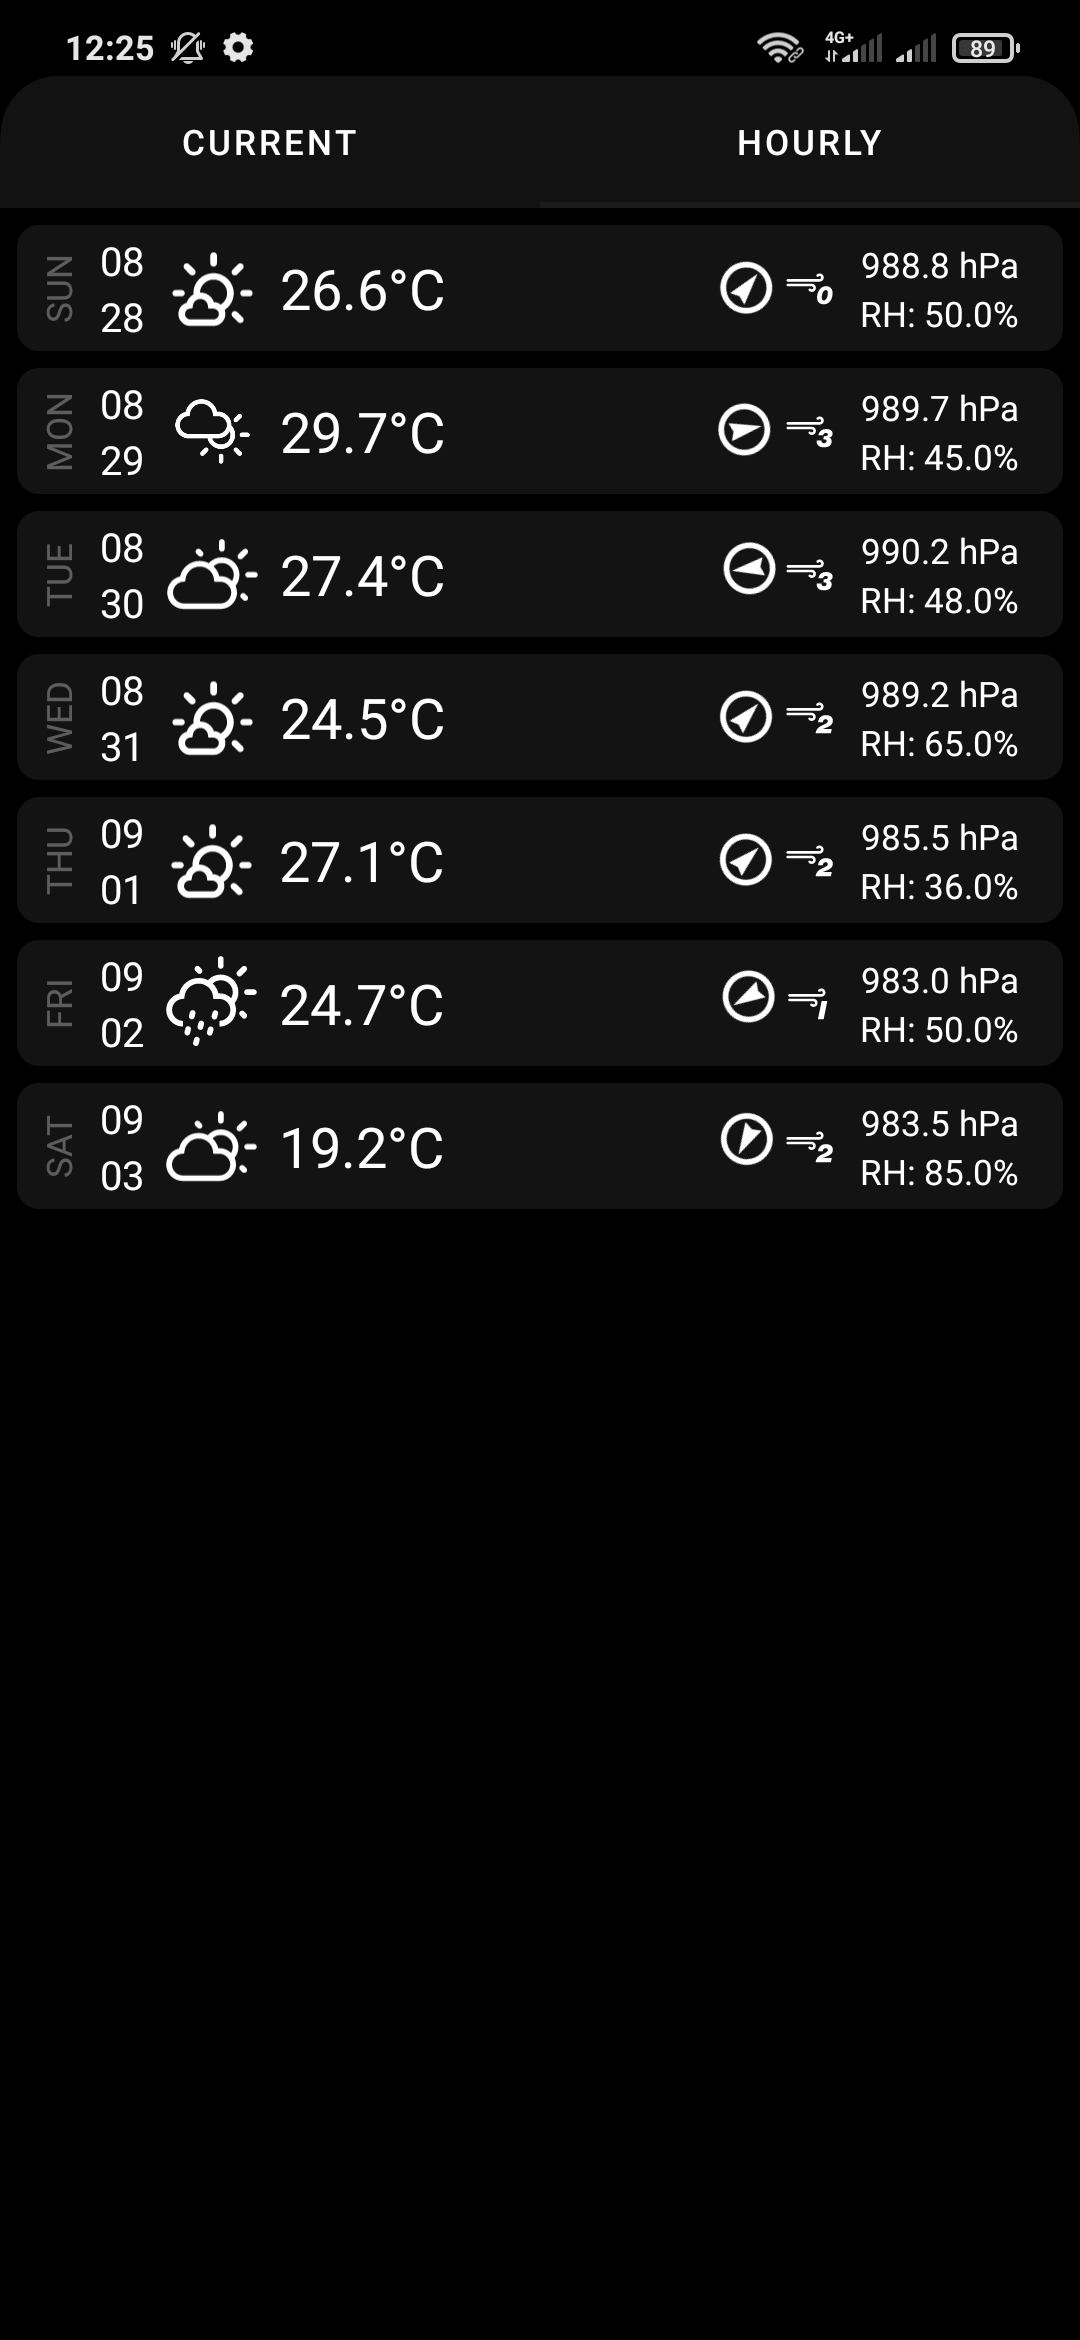 12:25 4G+ 89
CURRENT HOURLY
SUN 08 28 26.6°C 0 988.8 hPa RH: 50.0%
MON 08 29 29.7°C 3 989.7 hPa RH: 45.0%
TUE 08 30 27.4°C 3 990.2 hPa RH: 48.0%
WED 08 31 24.5°C 2 989.2 hPa RH: 65.0%
THU 09 01 27.1°C 2 985.5 hPa RH: 36.0%
FRI 09 02 24.7°C 1 983.0 hPa RH: 50.0%
SAT 09 03 19.2°C 2 983.5 hPa RH: 85.0%